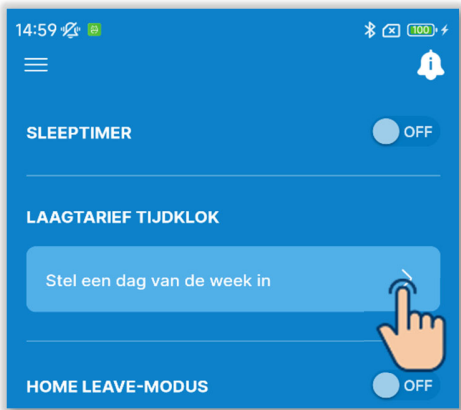 14:59
100
SLEEPTIMER
OFF
LAAGTARIEF TIJDKLOK
Stel een dag van de week in
HOME LEAVE-MODUS
OFF